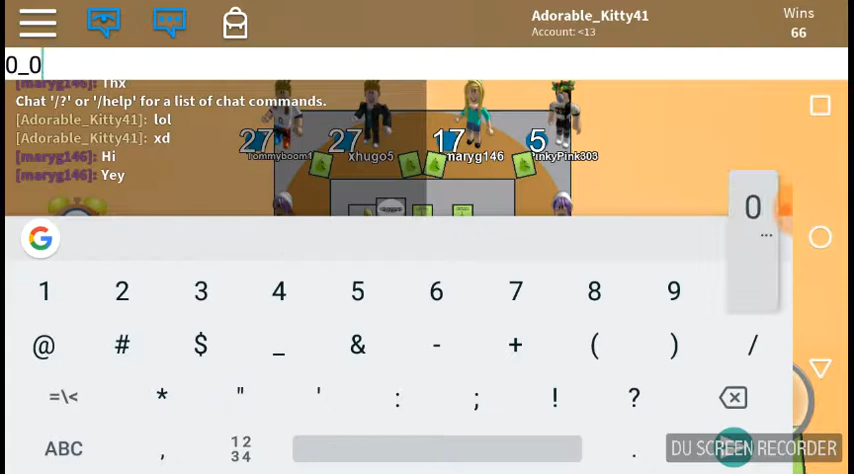 Adorable_Kitty41
Account: <13
Wins
66
0_0
[maryg146]: Thx
Chat '/?' or '/help' for a list of chat commands.
[Adorable_Kitty41]: lol
[Adorable_Kitty41]: xd
[maryg146]: Hi
[maryg146]: Yey
27 27 17 5
Tommyboom1 xhugo5 maryg146 PinkyPink303
G
0
...
1 2 3 4 5 6 7 8 9
@ # $ _ & - + ( ) /
=\< * " ' : ; ! ?
ABC , 12 34 .
DU SCREEN RECORDER